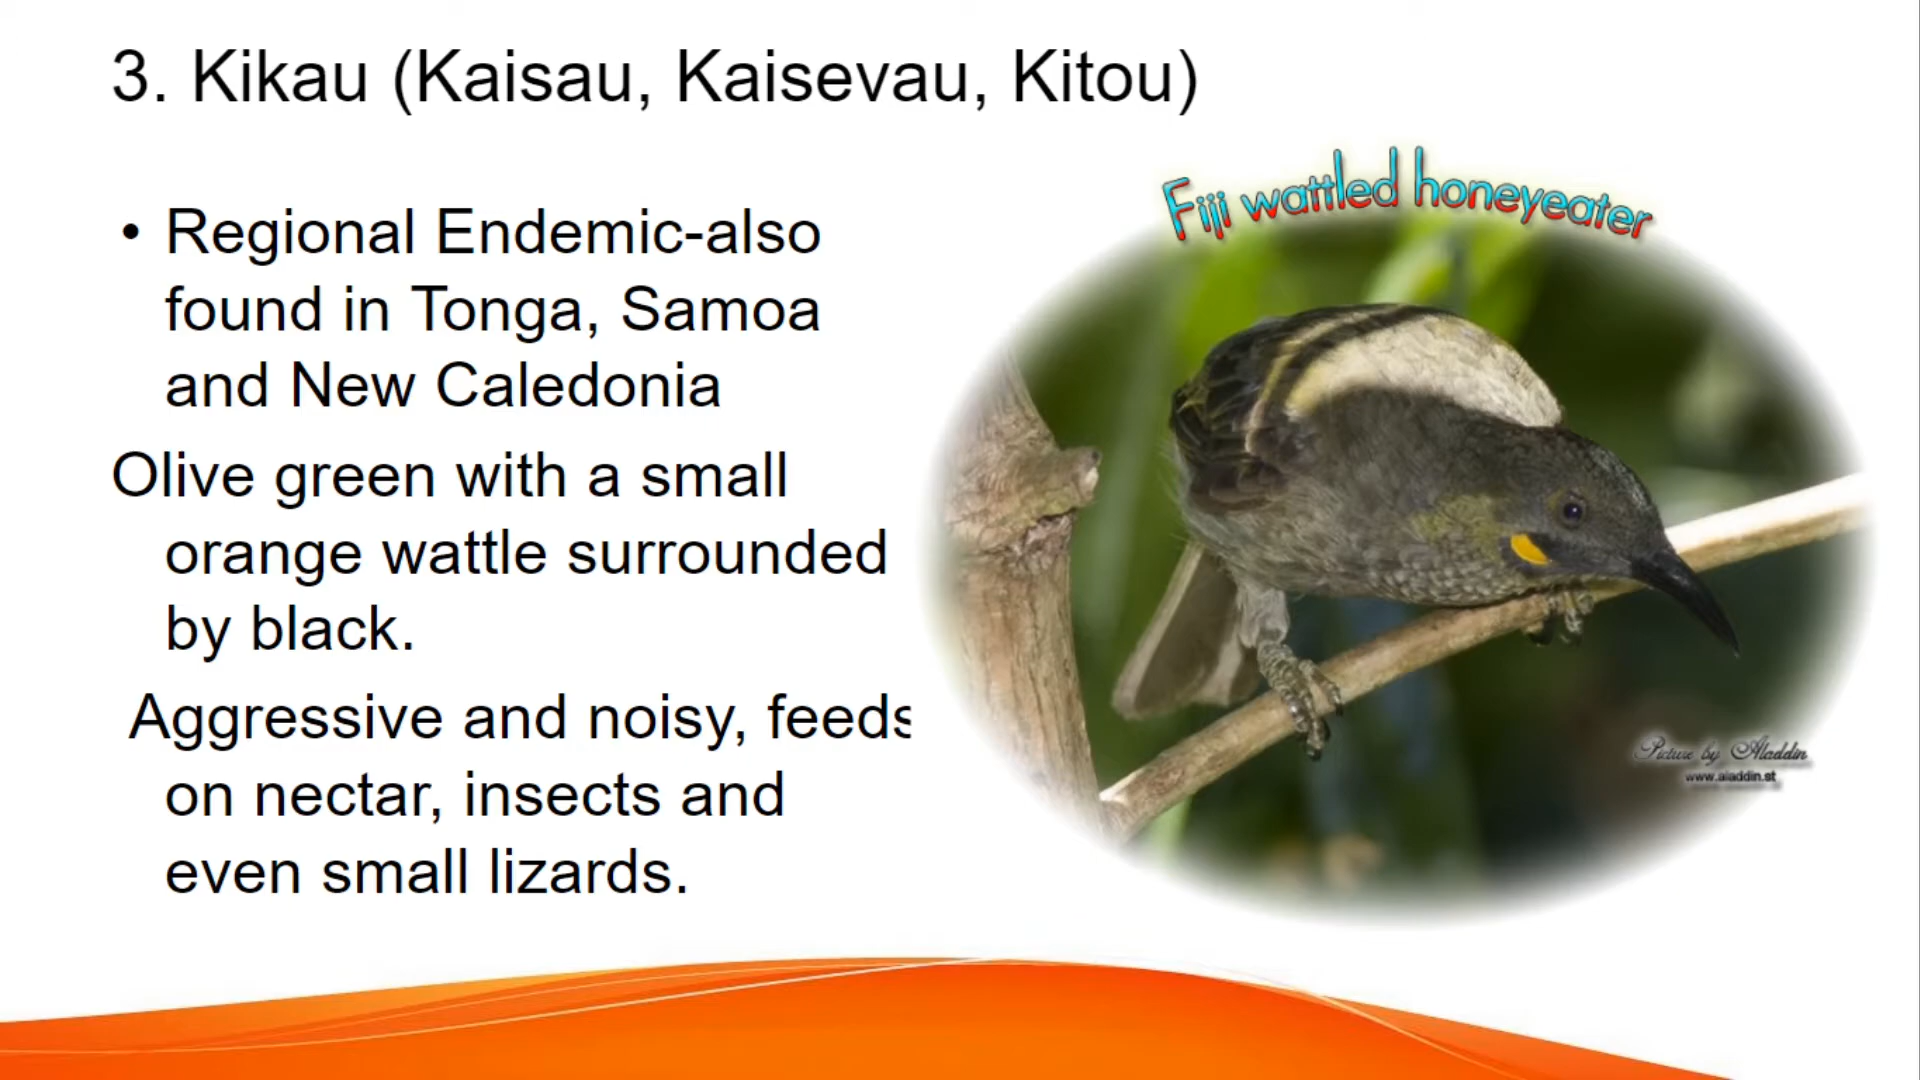 3. Kikau (Kaisau, Kaisevau, Kitou)
• Regional Endemic-also
found in Tonga, Samoa
and New Caledonia
Olive green with a small
orange wattle surrounded
by black.
Aggressive and noisy, feeds
on nectar, insects and
even small lizards.
Fiji wattled honeyeater
Picture by Aladdin
www.aladdin.st